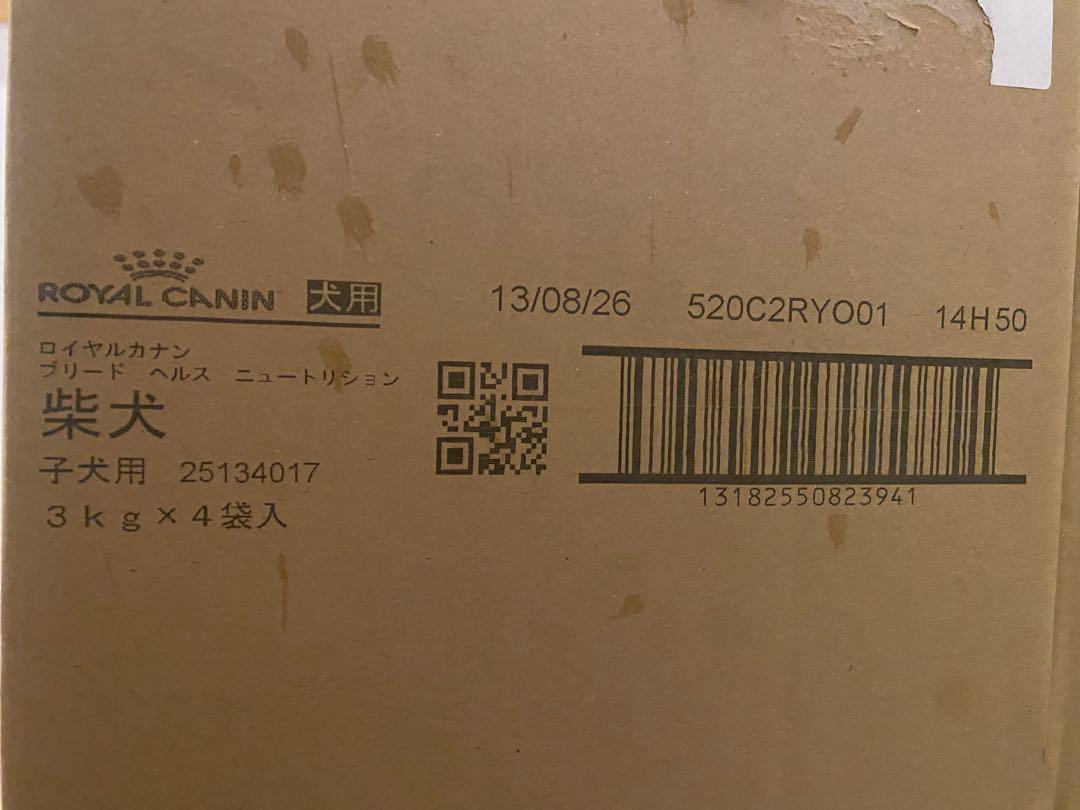 ROYAL CANIN 犬用
ロイヤルカナン
ブリード ヘルス ニュートリション
柴犬
子犬用 25134017
3kg×4袋入
13/08/26 520C2RYO01 14H50
13182550823941